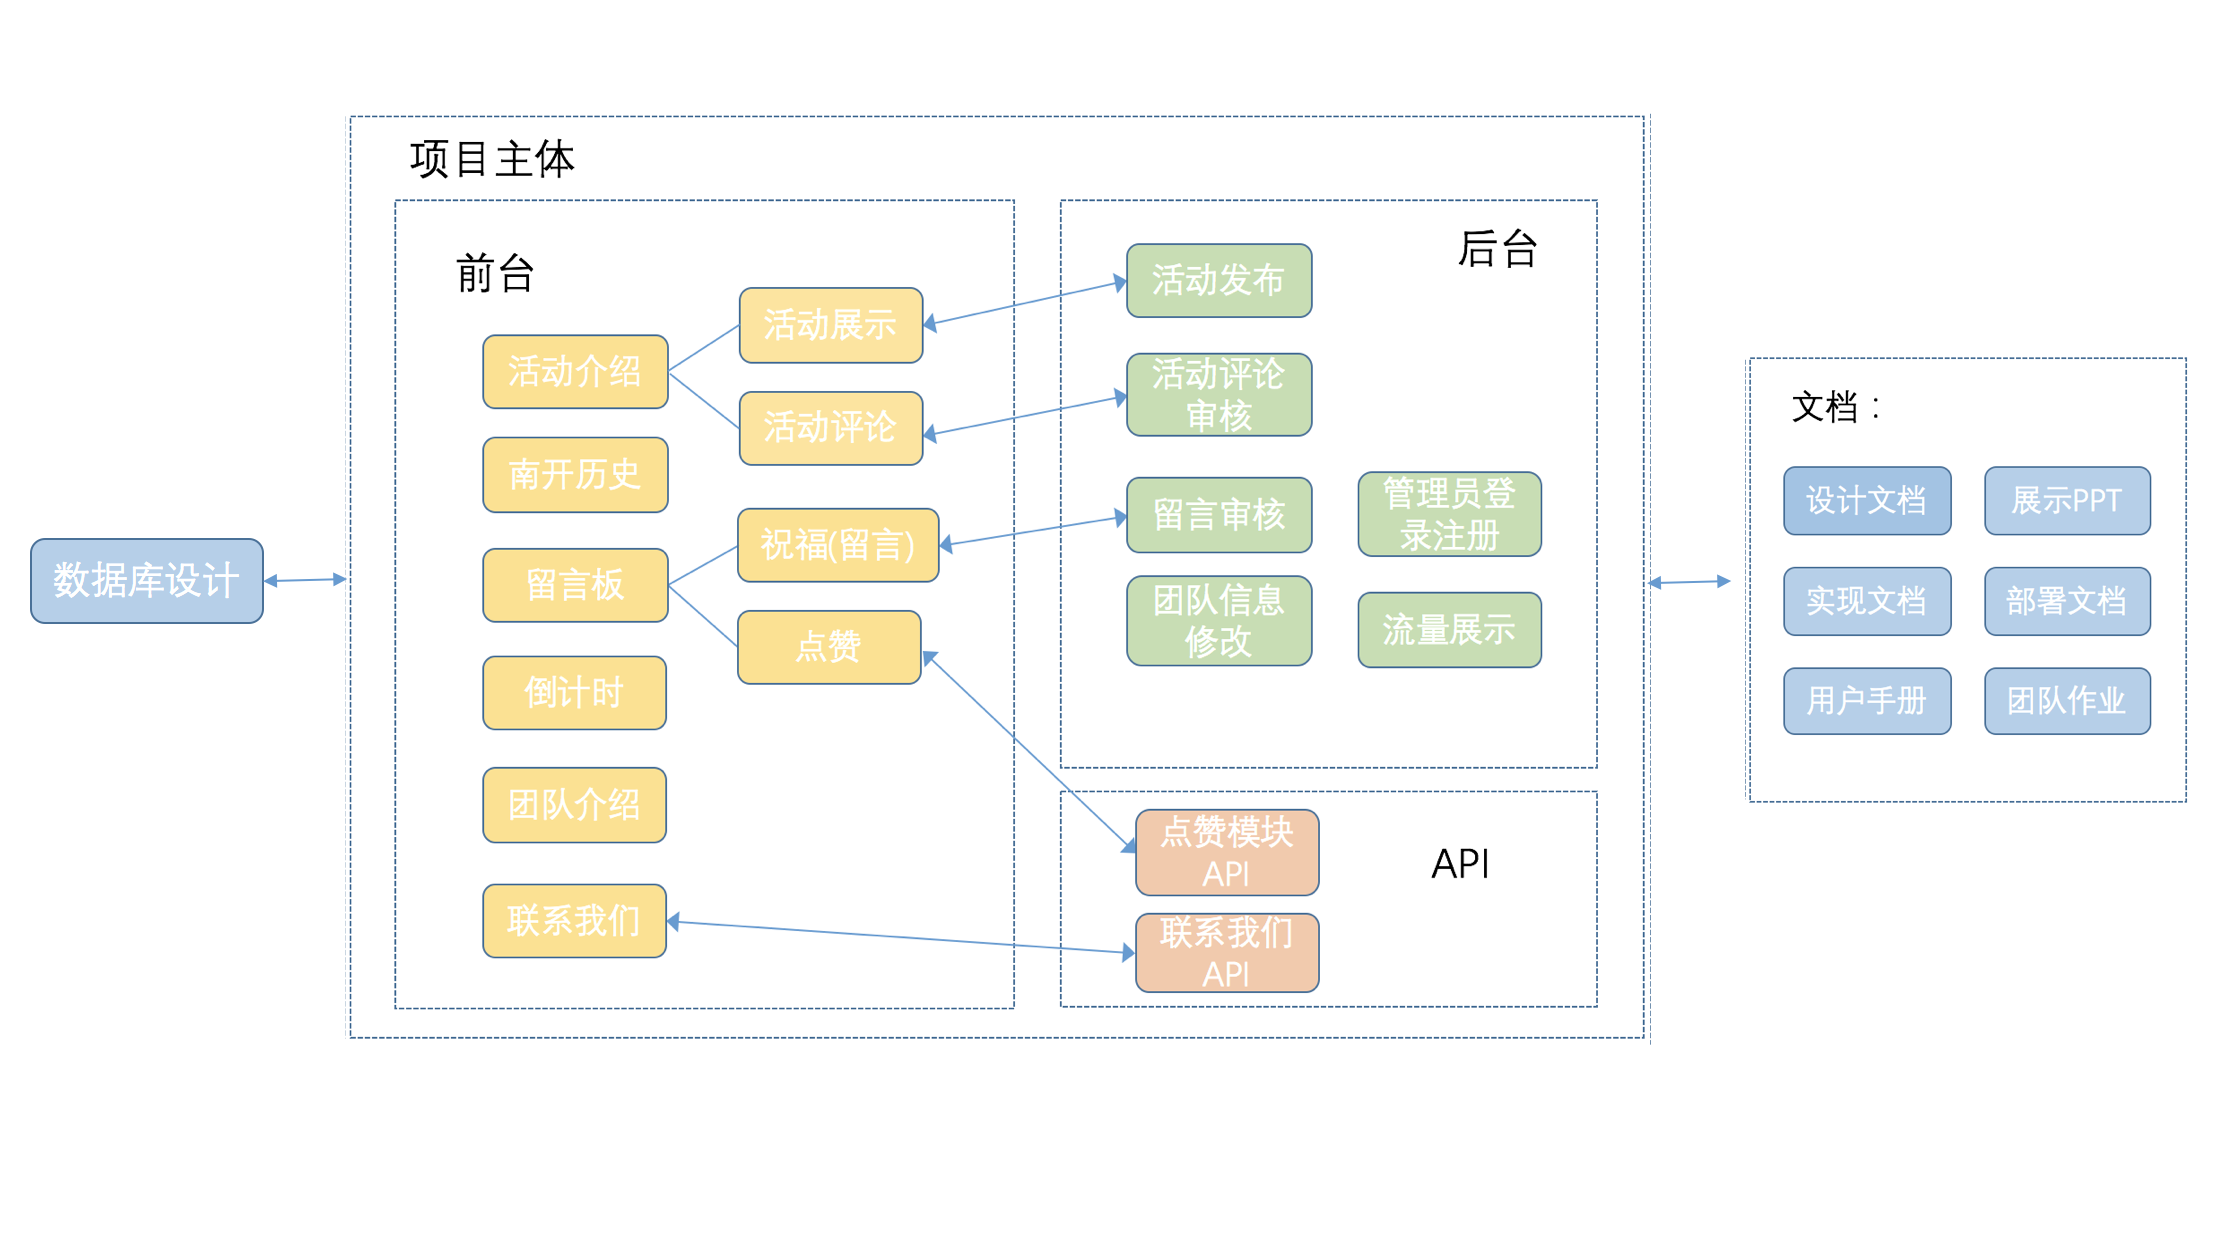 数据库设计
项目主体
前台
活动介绍
南开历史
留言板
倒计时
团队介绍
联系我们
活动展示
活动评论
祝福(留言)
点赞
后台
活动发布
活动评论
审核
留言审核
团队信息
修改
管理员登
录注册
流量展示
API
点赞模块
API
联系我们
API
文档：
设计文档
展示PPT
实现文档
部署文档
用户手册
团队作业